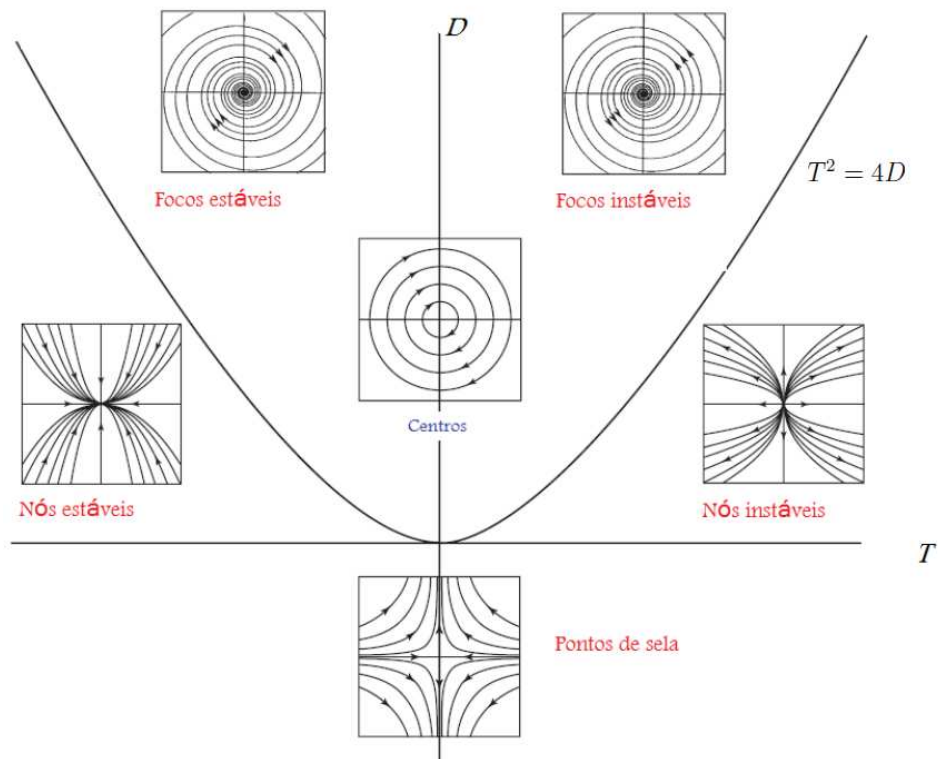 D
Focos estáveis
Focos instáveis
T² = 4D
Centros
Nós estáveis
Nós instáveis
T
Pontos de sela